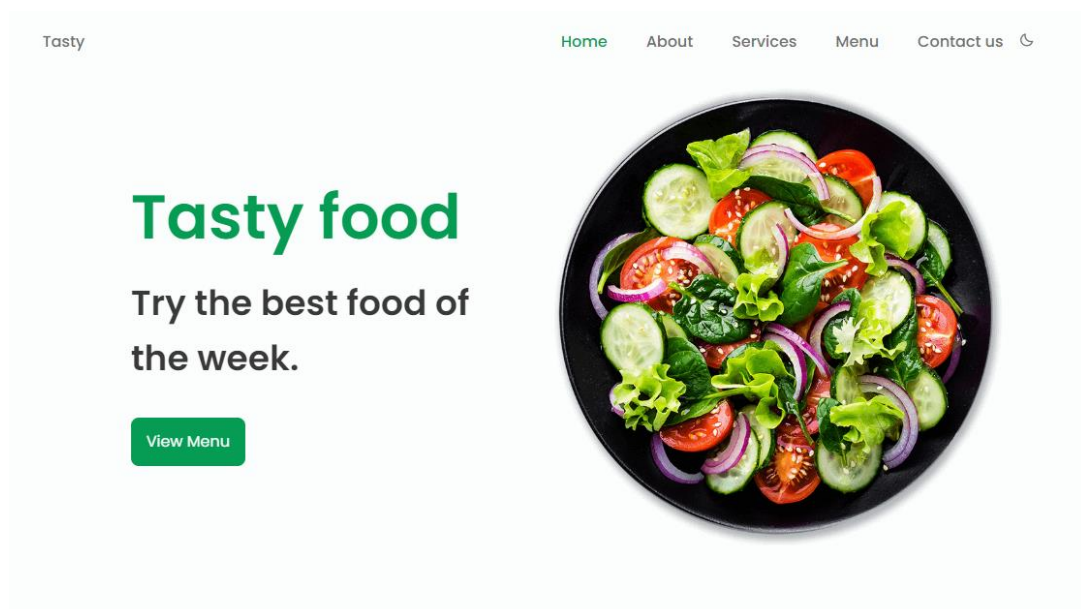 Tasty
Home About Services Menu Contact us
Tasty food
Try the best food of
the week.
View Menu